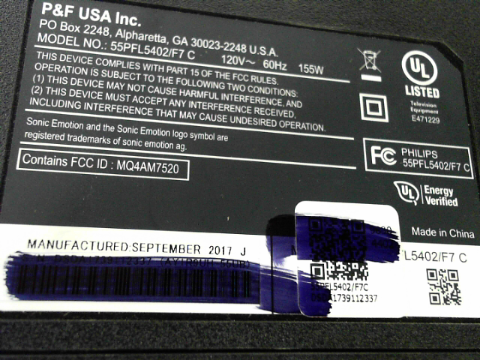 P&F USA Inc.
PO Box 2248, Alpharetta, GA 30023-2248 U.S.A.
MODEL NO.: 55PFL5402/F7 C 120V~ 60Hz 155W
THIS DEVICE COMPLIES WITH PART 15 OF THE FCC RULES.
OPERATION IS SUBJECT TO THE FOLLOWING TWO CONDITIONS:
(1) THIS DEVICE MAY NOT CAUSE HARMFUL INTERFERENCE, AND
(2) THIS DEVICE MUST ACCEPT ANY INTERFERENCE RECEIVED,
INCLUDING INTERFERENCE THAT MAY CAUSE UNDESIRED OPERATION.
Sonic Emotion and the Sonic Emotion logo symbol are
registered trademarks of sonic emotion ag.
Contains FCC ID : MQ4AM7520
UL
LISTED
Television
Equipment
E471229
FC PHILIPS
55PFL5402/F7 C
UL Energy
Verified
Made in China
MANUFACTURED:SEPTEMBER 2017 J
FL5402/F7 C
PFL5402/F7C
A1739112337